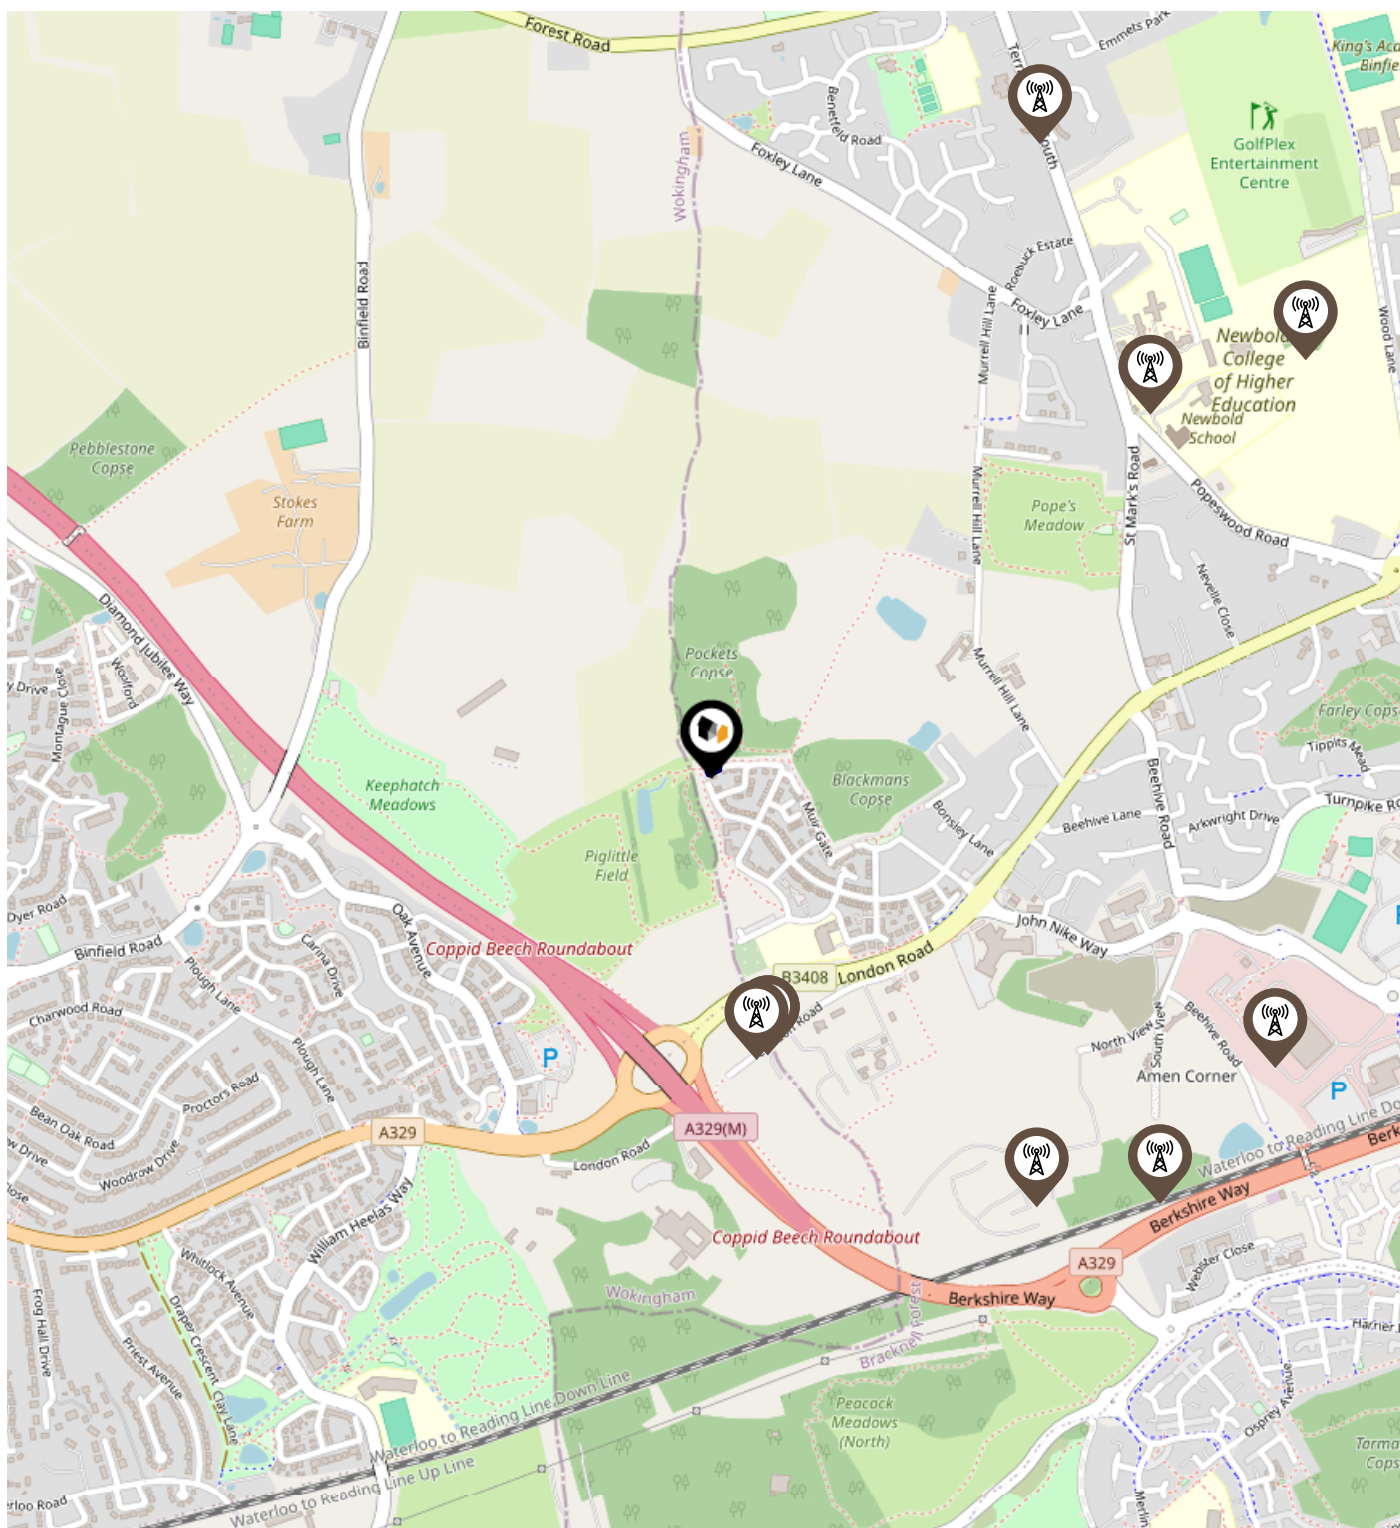 Forest Road
Emmets Park
King's Aca
Binfie
Benetfeld Road
Foxley Lane
GolfPlex
Entertainment
Centre
Wokingham
Roebuck Estate
Binfield Road
Murrell Hill Lane
Foxley Lane
Wood Lane
Newbold
College
of Higher
Education
Newbold
School
Pebblestone
Copse
Stokes
Farm
Murrell Hill Lane
Pope's
Meadow
St Mark's Road
Popeswood Road
Nevelle Close
Diamond Jubilee Way
Woolford
Montague Close
y Drive
Pockets
Copse
Murrell Hill Lane
Farley Cops
Tippits Mead
Keephatch
Meadows
Blackmans
Copse
Muir Gate
Bonsley Lane
Beehive Lane
Beehive Road
Arkwright Drive
Turnpike Ro
Piglittle
Field
Dyer Road
Binfield Road
Oak Avenue
Carina Drive
Plough Lane
Coppid Beech Roundabout
John Nike Way
B3408
London Road
Charwood Road
Plough Lane
P
North View
South View
Beehive Road
Amen Corner
P
Proctors Road
Bean Oak Road
Woodrow Drive
w Drive
Close
A329
A329(M)
London Road
Waterloo to Reading Line Do
Berk
Berkshire Way
William Heelas Way
Coppid Beech Roundabout
Whitlock Avenue
A329
Webster Close
Wokingham
Berkshire Way
Bracknell Forest
Frog Hall Drive
Draper Crescent
Priest Avenue
Clay Lane
Harrier
Osprey Avenue
Waterloo to Reading Line Down Line
Peacock
Meadows
(North)
Waterloo to Reading Line Up Line
rloo Road
Merlin
Tarma
Cops